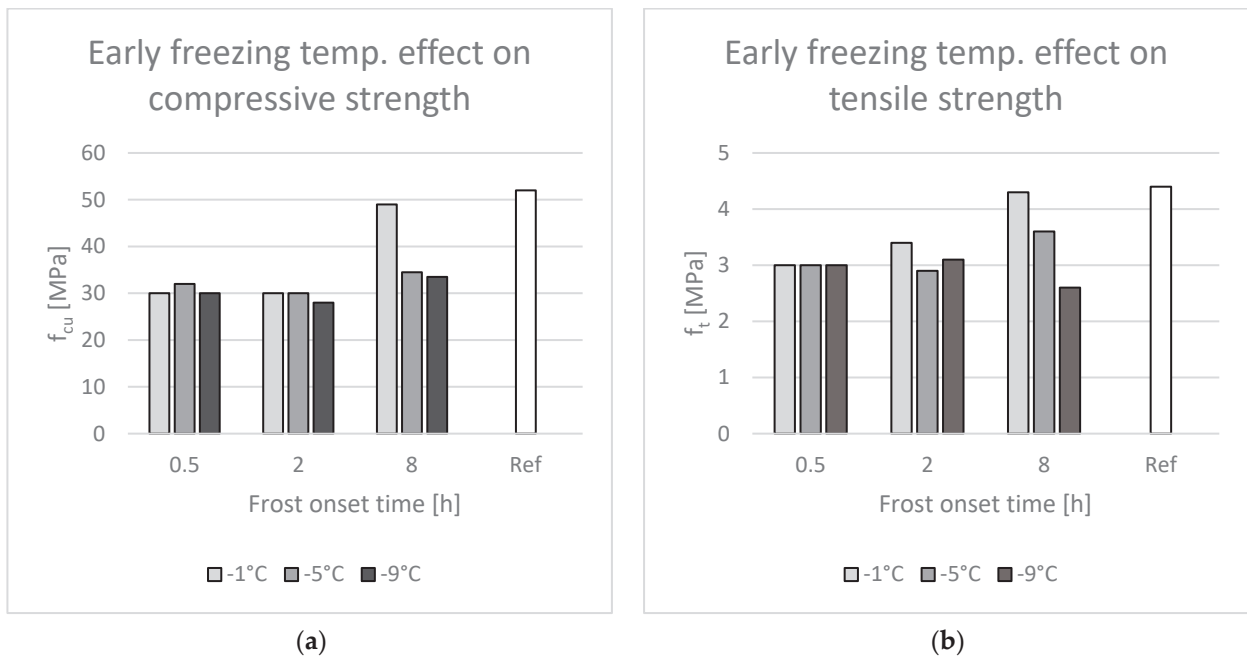 Early freezing temp. effect on
compressive strength
60
50
40
30
20
10
0
f_cu [MPa]
0.5 2 8 Ref
Frost onset time [h]
-1°C -5°C -9°C
(a)
Early freezing temp. effect on
tensile strength
5
4
3
2
1
0
f_t [MPa]
0.5 2 8 Ref
Frost onset time [h]
-1°C -5°C -9°C
(b)